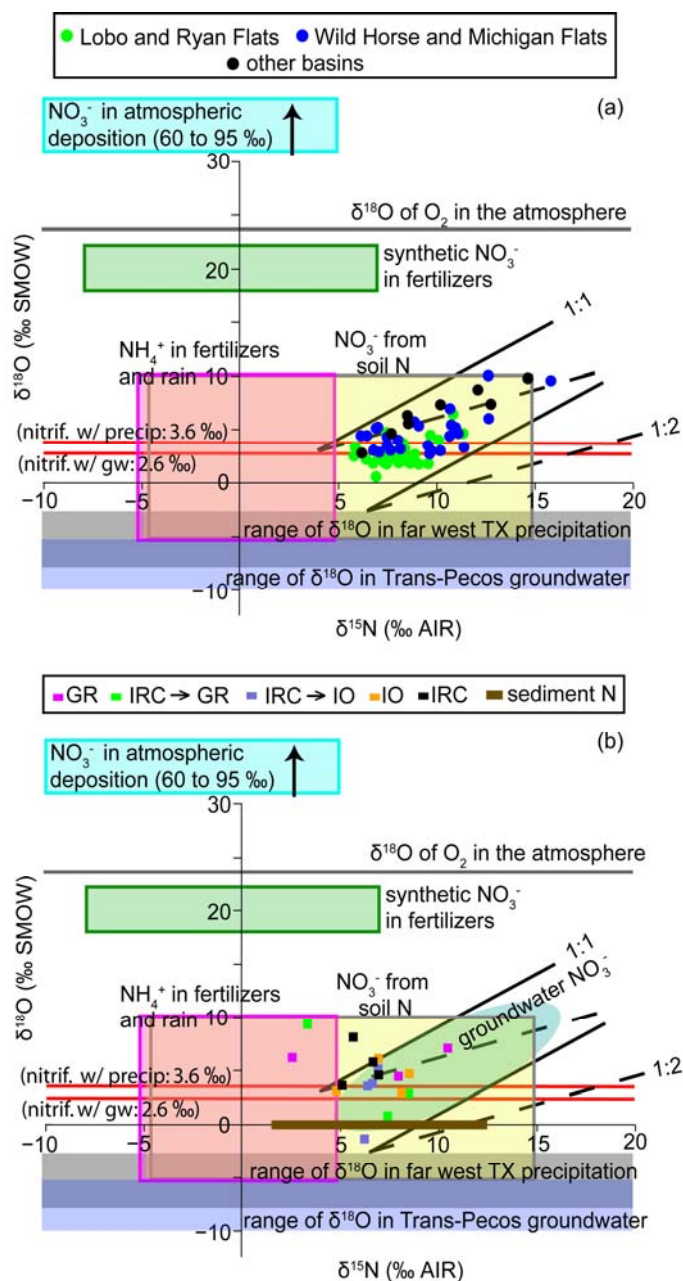 Lobo and Ryan Flats Wild Horse and Michigan Flats
other basins
(a)
NO₃⁻ in atmospheric
deposition (60 to 95 ‰)
30
δ¹⁸O of O₂ in the atmosphere
synthetic NO₃⁻
in fertilizers
20
1:1
NH₄⁺ in fertilizers
and rain
NO₃⁻ from
soil N
10
1:2
(nitrif. w/ precip: 3.6 ‰)
(nitrif. w/ gw: 2.6 ‰)
−10 −5 0 5 10 15 20
range of δ¹⁸O in far west TX precipitation
range of δ¹⁸O in Trans-Pecos groundwater
−10
δ¹⁸O (‰ SMOW)
δ¹⁵N (‰ AIR)
GR IRC → GR IRC → IO IO IRC sediment N
(b)
NO₃⁻ in atmospheric
deposition (60 to 95 ‰)
30
δ¹⁸O of O₂ in the atmosphere
synthetic NO₃⁻
in fertilizers
20
1:1
groundwater NO₃⁻
NH₄⁺ in fertilizers
and rain
NO₃⁻ from
soil N
10
1:2
(nitrif. w/ precip: 3.6 ‰)
(nitrif. w/ gw: 2.6 ‰)
−10 −5 0 5 10 15 20
range of δ¹⁸O in far west TX precipitation
range of δ¹⁸O in Trans-Pecos groundwater
−10
δ¹⁸O (‰ SMOW)
δ¹⁵N (‰ AIR)